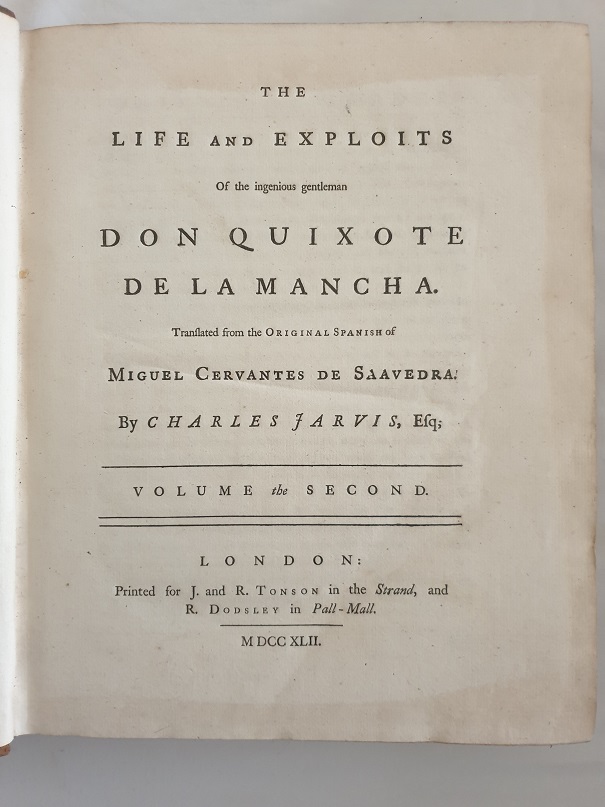 THE
LIFE AND EXPLOITS
Of the ingenious gentleman
DON QUIXOTE
DE LA MANCHA.
Tranſlated from the ORIGINAL SPANISH of
MIGUEL CERVANTES DE SAAVEDRA.
By CHARLES JARVIS, Eſq;
VOLUME the SECOND.
LONDON:
Printed for J. and R. TONSON in the Strand, and
R. DODSLEY in Pall-Mall.
M DCC XLII.